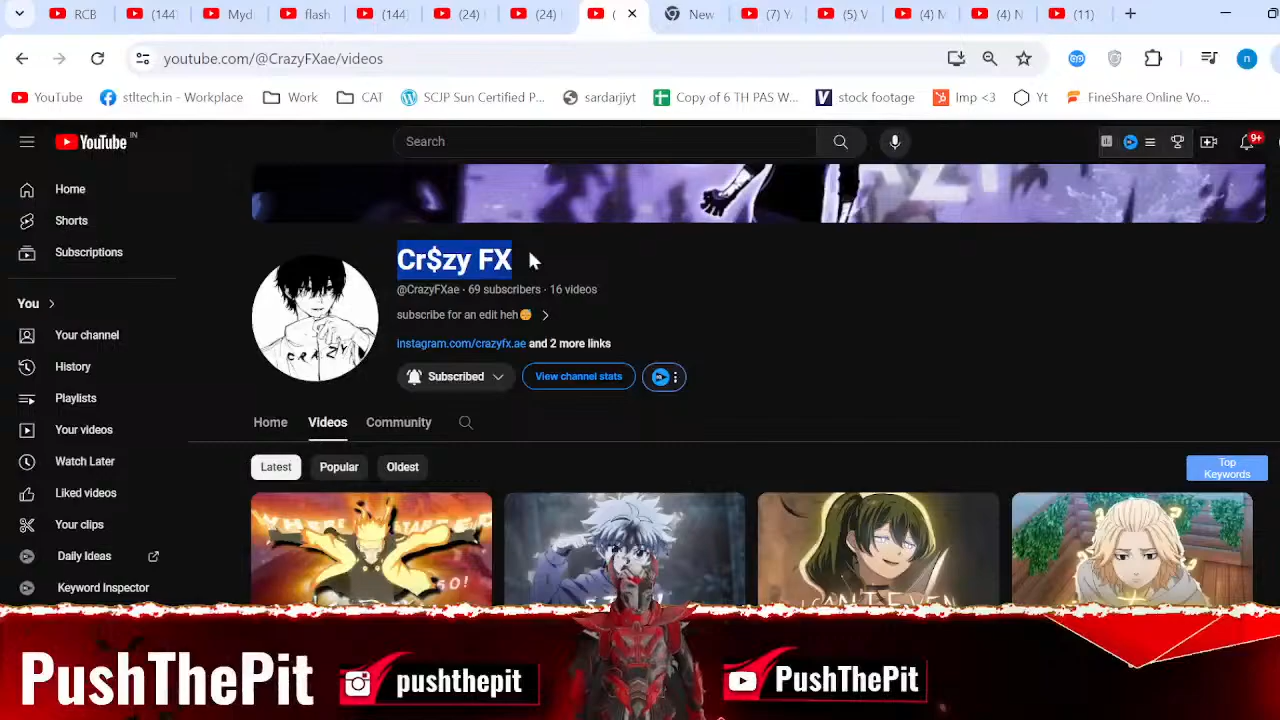 RCB
(144
Myd
flash
(144)
(24)
(24)
(
New
(7) Y
(5) V
(4) M
(4) N
(11)
youtube.com/@CrazyFXae/videos
n
YouTube
stltech.in - Workplace
Work
CAT
SCJP Sun Certified P...
sardarjiyt
Copy of 6 TH PAS W...
stock footage
Imp <3
Yt
FineShare Online Vo...
YouTube IN
Search
9+
Home
Shorts
Subscriptions
You
Your channel
History
Playlists
Your videos
Watch Later
Liked videos
Your clips
Daily Ideas
Keyword Inspector
Cr$zy FX
@CrazyFXae · 69 subscribers · 16 videos
subscribe for an edit heh
instagram.com/crazyfx.ae and 2 more links
Subscribed
View channel stats
Home
Videos
Community
Latest
Popular
Oldest
Top
Keywords
CRAZY
PushThePit
pushthepit
PushThePit